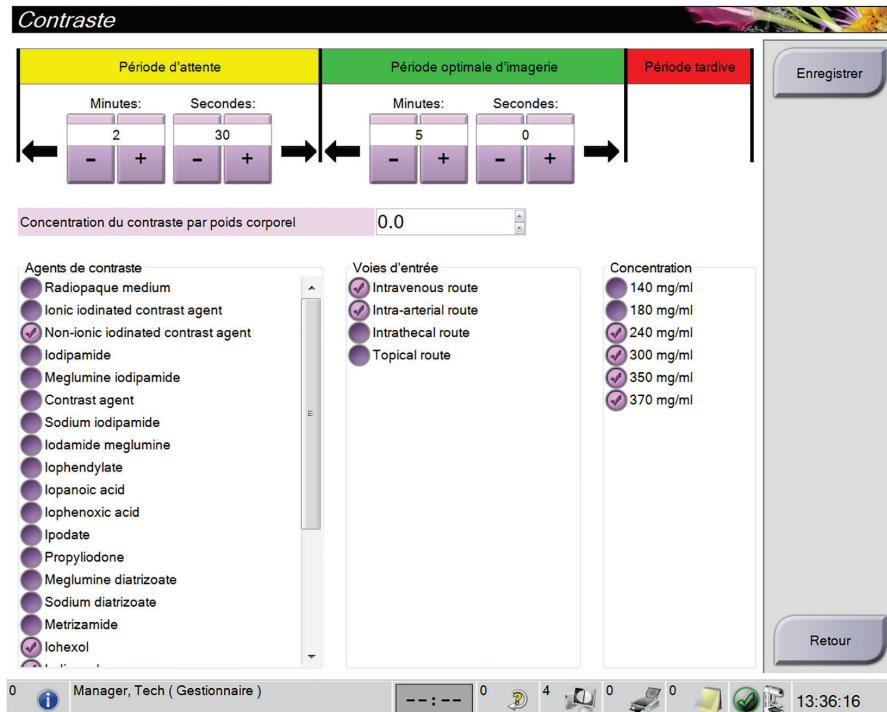 Contraste
Période d'attente
Période optimale d'imagerie
Période tardive
Enregistrer
Minutes:
Secondes:
Minutes:
Secondes:
2
30
5
0
- + - +
- + - +
Concentration du contraste par poids corporel
0.0
Agents de contraste
Radiopaque medium
Ionic iodinated contrast agent
Non-ionic iodinated contrast agent
Iodipamide
Meglumine iodipamide
Contrast agent
Sodium iodipamide
Iodamide meglumine
Iophendylate
Iopanoic acid
Iophenoxic acid
Ipodate
Propyliodone
Meglumine diatrizoate
Sodium diatrizoate
Metrizamide
Iohexol
Voies d'entrée
Intravenous route
Intra-arterial route
Intrathecal route
Topical route
Concentration
140 mg/ml
180 mg/ml
240 mg/ml
300 mg/ml
350 mg/ml
370 mg/ml
Retour
0
Manager, Tech ( Gestionnaire )
--:--
0
4
0
0
13:36:16